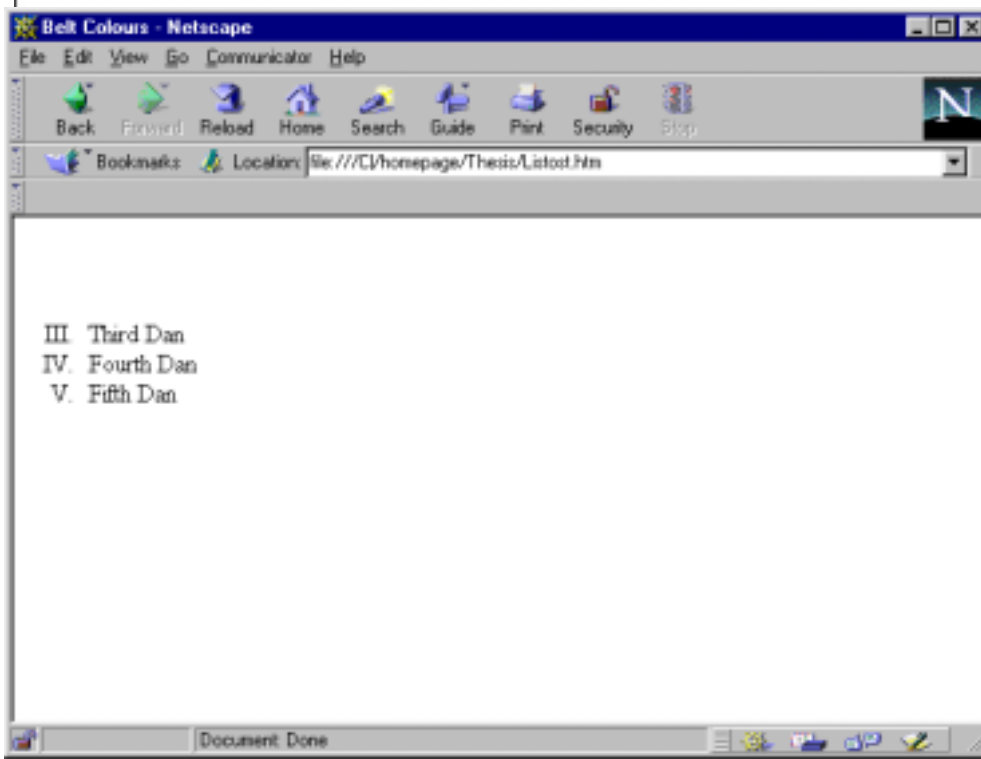 Belt Colours - Netscape
File Edit View Go Communicator Help
Back Forward Reload Home Search Guide Print Security Stop
N
Bookmarks Location: file:///C|/homepage/Thesis/Listost.htm
III. Third Dan
IV. Fourth Dan
V. Fifth Dan
Document: Done